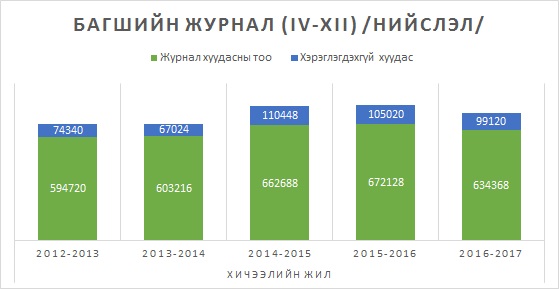 БАГШИЙН ЖУРНАЛ (IV-XII) /НИЙСЛЭЛ/
Журнал хуудасны тоо Хэрэглэгдэхгүй хуудас
74340 67024 110448 105020 99120
594720 603216 662688 672128 634368
2012-2013 2013-2014 2014-2015 2015-2016 2016-2017
ХИЧЭЭЛИЙН ЖИЛ